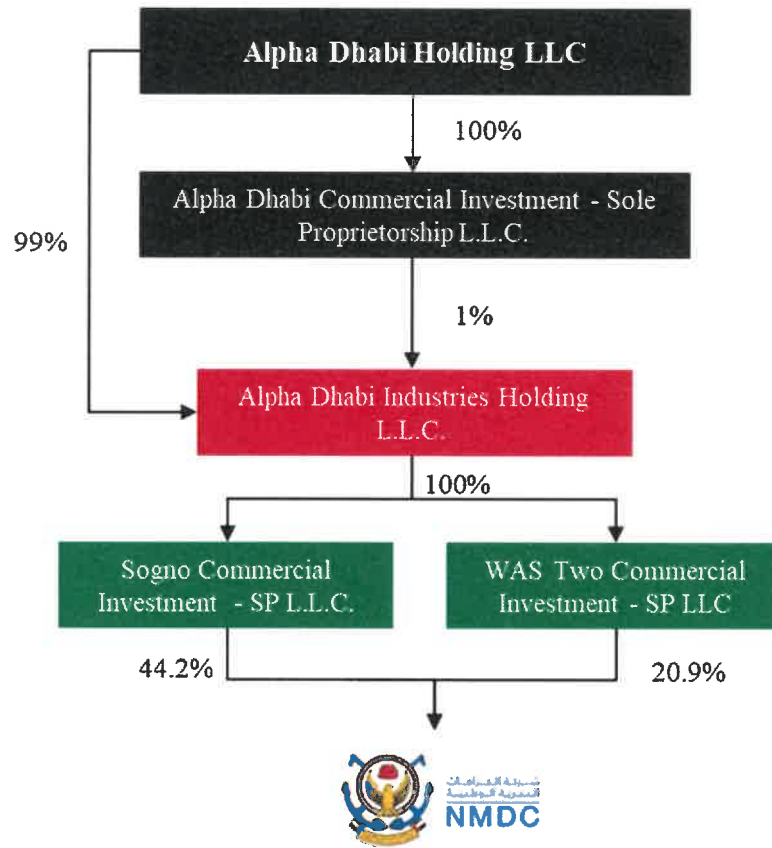 Alpha Dhabi Holding LLC
100%
Alpha Dhabi Commercial Investment - Sole
Proprietorship L.L.C.
99%
1%
Alpha Dhabi Industries Holding
L.L.C.
100%
Sogno Commercial
Investment - SP L.L.C.
WAS Two Commercial
Investment - SP LLC
44.2%
20.9%
NMDC